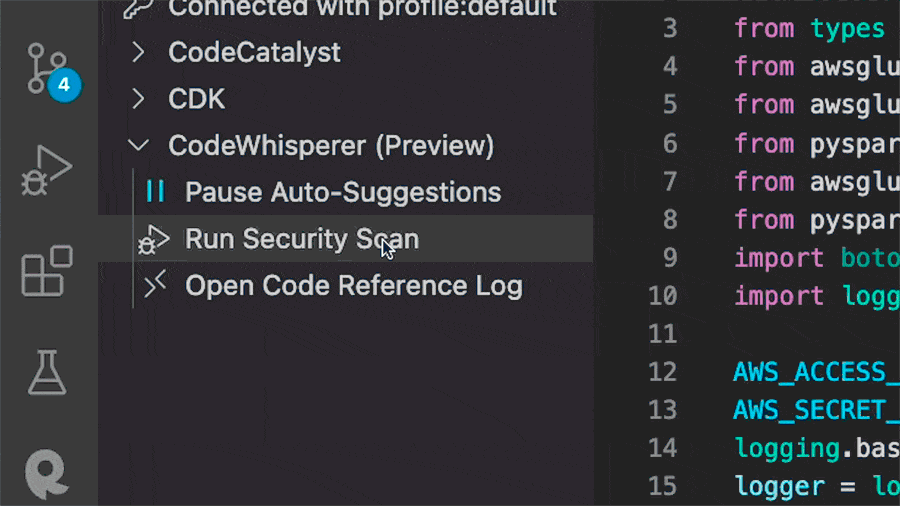 Connected with profile:default
CodeCatalyst
CDK
CodeWhisperer (Preview)
Pause Auto-Suggestions
Run Security Scan
Open Code Reference Log
4
3 from types
4 from awsglu
5 from awsglu
6 from pyspar
7 from awsglu
8 from pyspar
9 import boto
10 import logg
11
12 AWS_ACCESS_
13 AWS_SECRET_
14 logging.bas
15 logger = lo